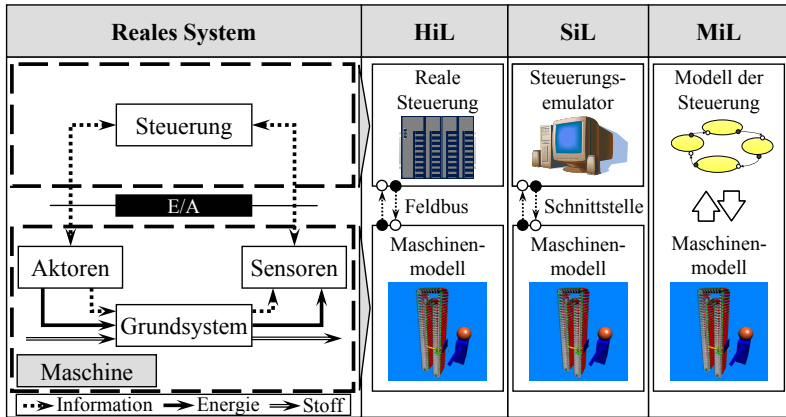 Reales System
HiL
SiL
MiL
Steuerung
E/A
Aktoren
Sensoren
Grundsystem
Maschine
Information
Energie
Stoff
Reale
Steuerung
Feldbus
Maschinen-
modell
Steuerungs-
emulator
Schnittstelle
Maschinen-
modell
Modell der
Steuerung
Maschinen-
modell